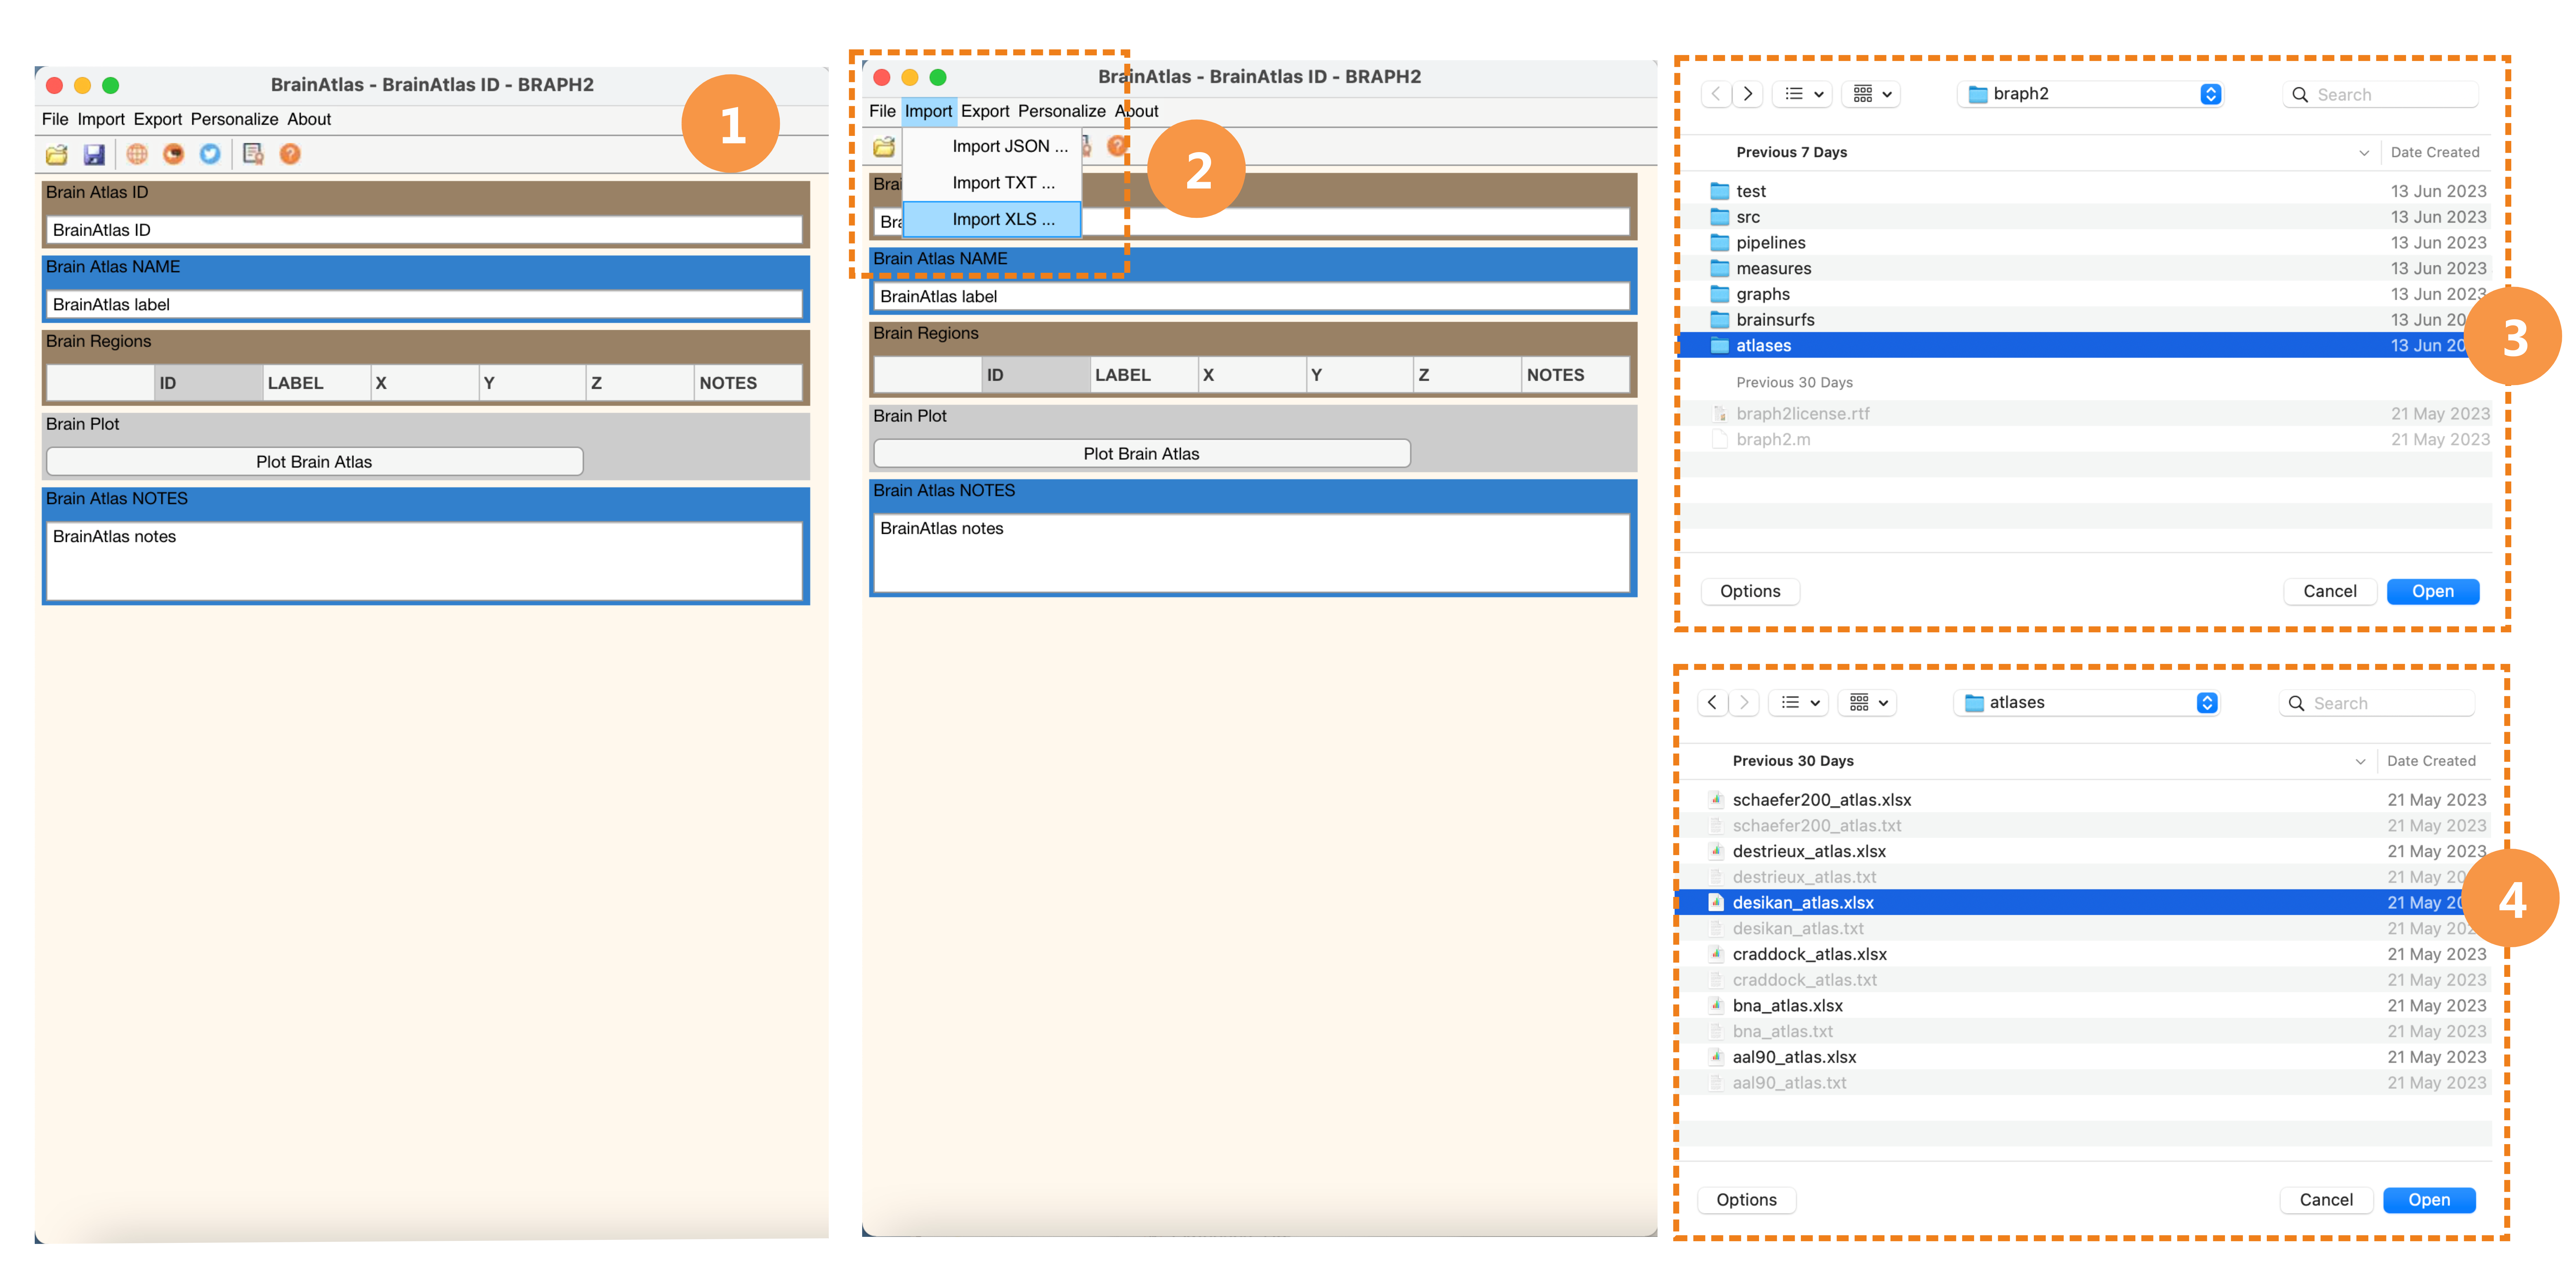 BrainAtlas - BrainAtlas ID - BRAPH2
File Import Export Personalize About
1
Brain Atlas ID
BrainAtlas ID
Brain Atlas NAME
BrainAtlas label
Brain Regions
ID LABEL X Y Z NOTES
Brain Plot
Plot Brain Atlas
Brain Atlas NOTES
BrainAtlas notes
BrainAtlas - BrainAtlas ID - BRAPH2
File Import Export Personalize About
Import JSON ...
Import TXT ...
Import XLS ...
2
Bra
Bra
Brain Atlas NAME
BrainAtlas label
Brain Regions
ID LABEL X Y Z NOTES
Brain Plot
Plot Brain Atlas
Brain Atlas NOTES
BrainAtlas notes
braph2 Search
Previous 7 Days Date Created
test 13 Jun 2023
src 13 Jun 2023
pipelines 13 Jun 2023
measures 13 Jun 2023
graphs 13 Jun 2023
brainsurfs 13 Jun 20
atlases 13 Jun 20
3
Previous 30 Days
braph2license.rtf 21 May 2023
braph2.m 21 May 2023
Options Cancel Open
atlases Search
Previous 30 Days Date Created
schaefer200_atlas.xlsx 21 May 2023
schaefer200_atlas.txt 21 May 2023
destrieux_atlas.xlsx 21 May 2023
destrieux_atlas.txt 21 May 20
desikan_atlas.xlsx 21 May 20
4
desikan_atlas.txt 21 May 202
craddock_atlas.xlsx 21 May 2023
craddock_atlas.txt 21 May 2023
bna_atlas.xlsx 21 May 2023
bna_atlas.txt 21 May 2023
aal90_atlas.xlsx 21 May 2023
aal90_atlas.txt 21 May 2023
Options Cancel Open